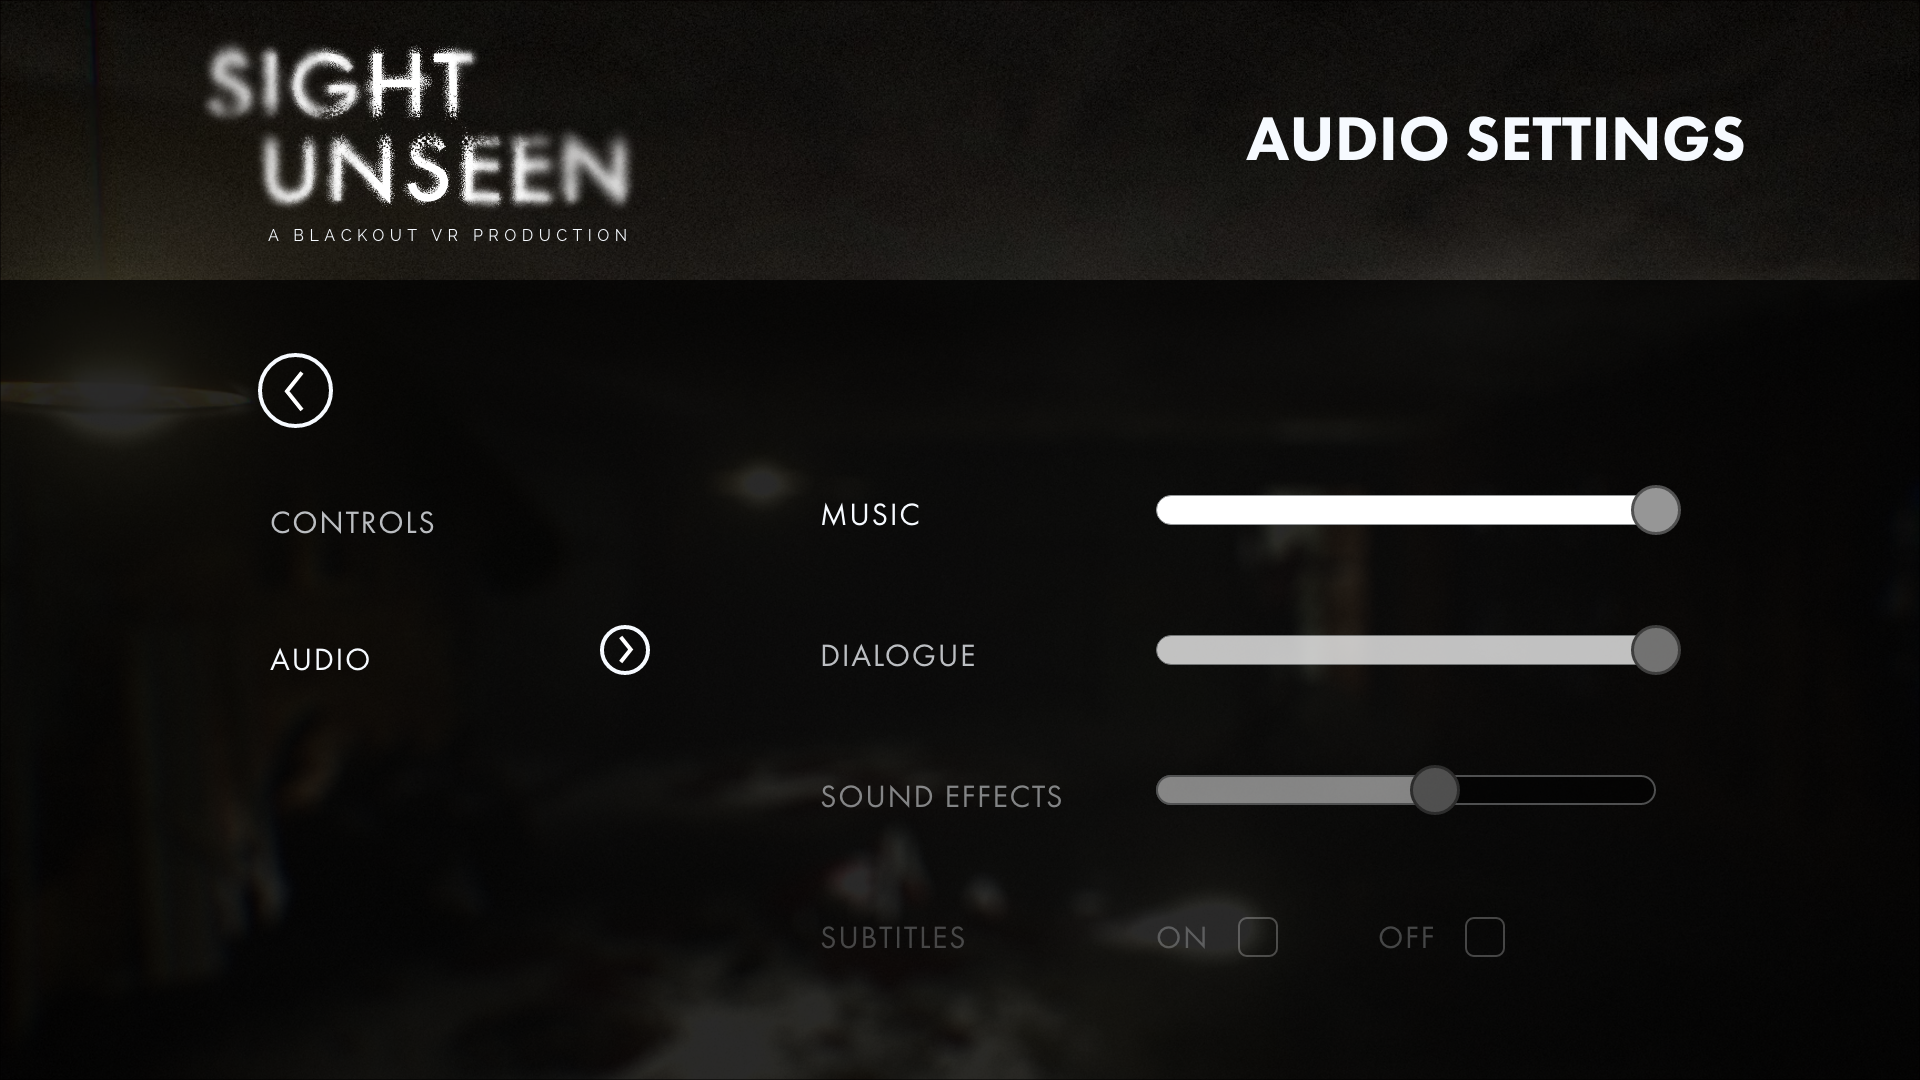 SIGHT
UNSEEN
A BLACKOUT VR PRODUCTION
AUDIO SETTINGS
CONTROLS
AUDIO
MUSIC
DIALOGUE
SOUND EFFECTS
SUBTITLES ON OFF